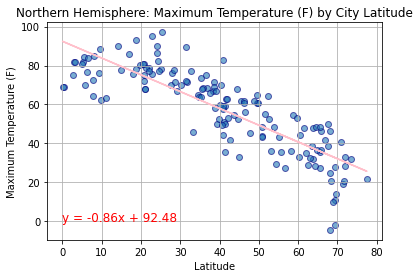 Northern Hemisphere: Maximum Temperature (F) by City Latitude
Maximum Temperature (F)
100
80
60
40
20
0
y = -0.86x + 92.48
0 10 20 30 40 50 60 70 80
Latitude